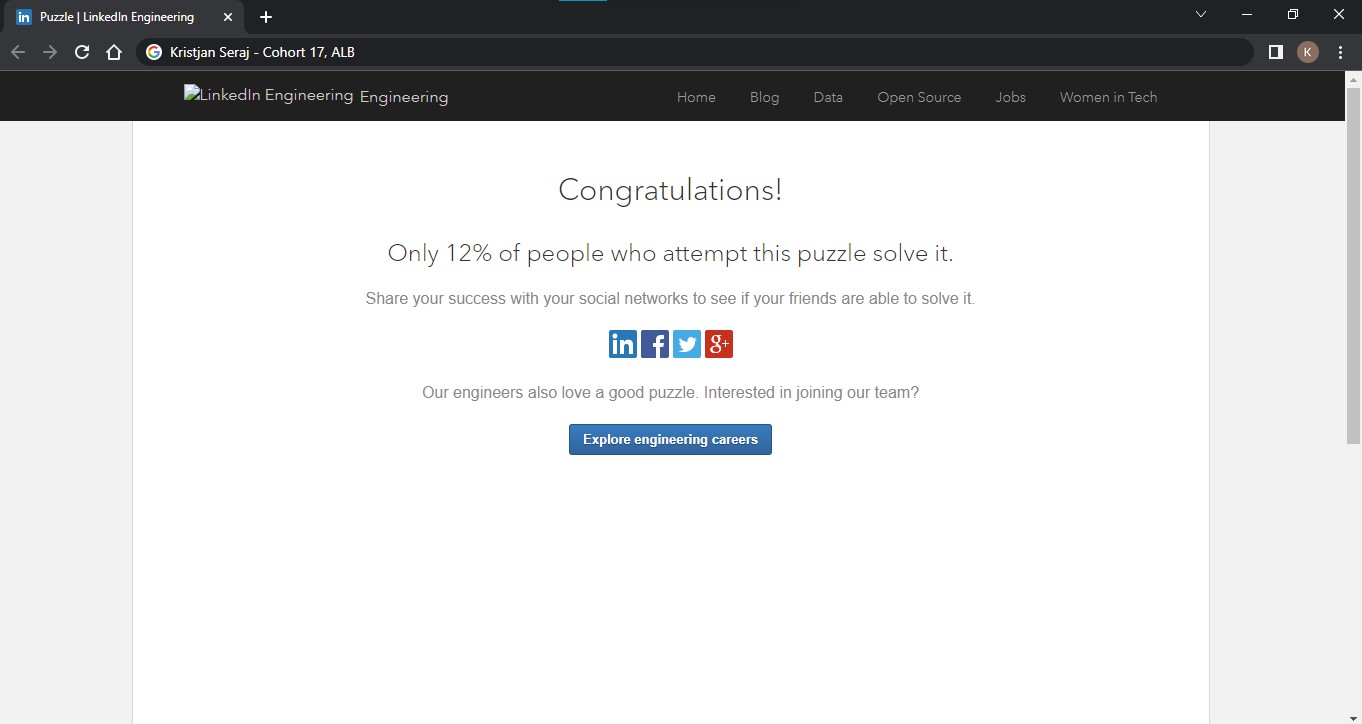 Puzzle | LinkedIn Engineering
Kristjan Seraj - Cohort 17, ALB
K
LinkedIn Engineering Engineering
Home Blog Data Open Source Jobs Women in Tech
Congratulations!
Only 12% of people who attempt this puzzle solve it.
Share your success with your social networks to see if your friends are able to solve it.
in f g+
Our engineers also love a good puzzle. Interested in joining our team?
Explore engineering careers